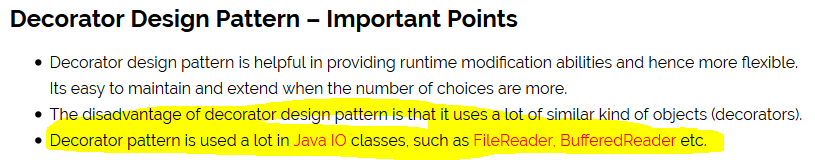 Decorator Design Pattern – Important Points
• Decorator design pattern is helpful in providing runtime modification abilities and hence more flexible.
Its easy to maintain and extend when the number of choices are more.
• The disadvantage of decorator design pattern is that it uses a lot of similar kind of objects (decorators).
• Decorator pattern is used a lot in Java IO classes, such as FileReader, BufferedReader etc.